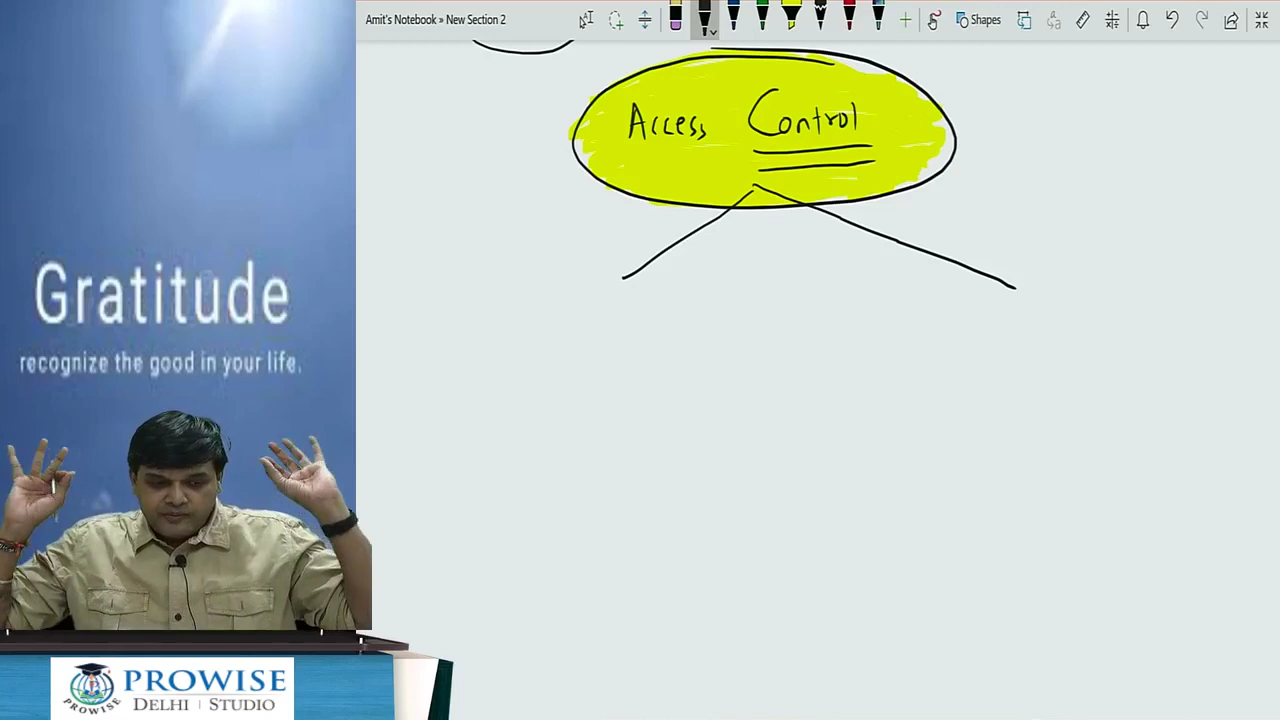 Amit's Notebook » New Section 2
Shapes
Access Control
Gratitude
recognize the good in your life.
PROWISE
PROWISE
DELHI | STUDIO